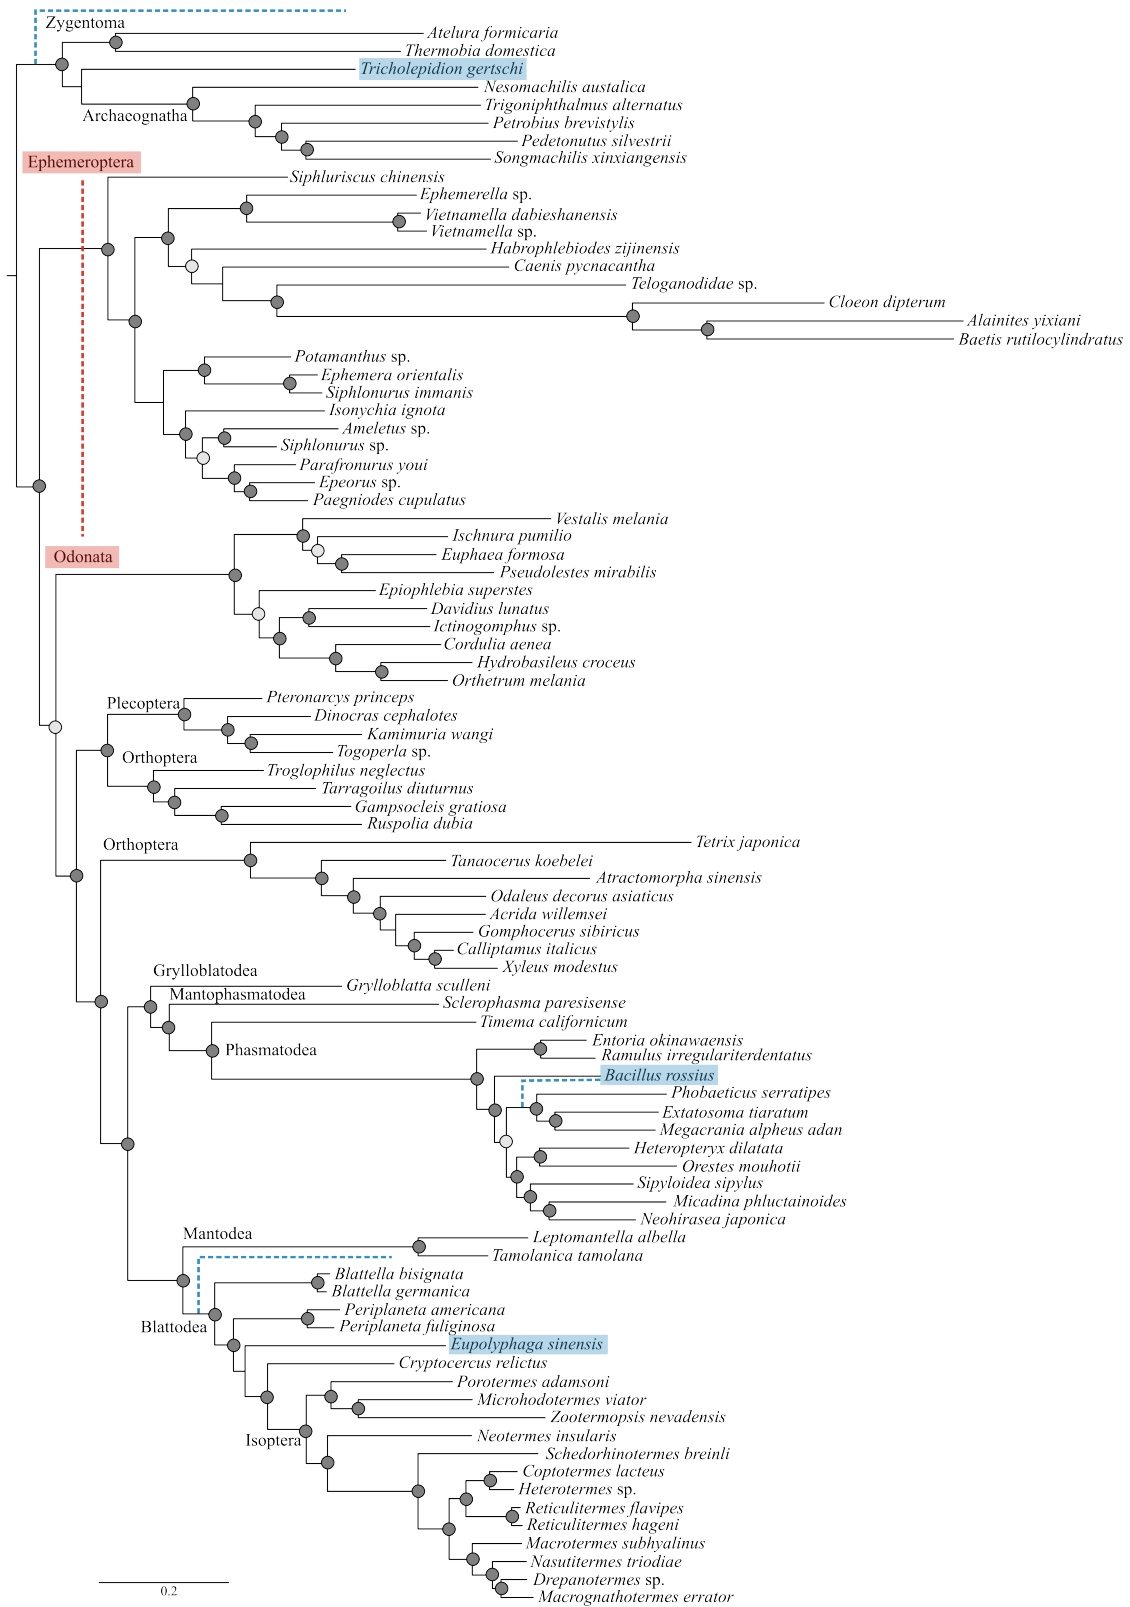 Zygentoma
Atelura formicaria
Thermobia domestica
Tricholepidion gertschi
Nesomachilis austalica
Archaeognatha
Trigoniphthalmus alternatus
Petrobius brevistylis
Pedetonutus silvestrii
Songmachilis xinxiangensis
Ephemeroptera
Siphluriscus chinensis
Ephemerella sp.
Vietnamella dabieshanensis
Vietnamella sp.
Habrophlebiodes zijinensis
Caenis pycnacantha
Teloganodidae sp.
Cloeon dipterum
Alainites yixiani
Baetis rutilocylindratus
Potamanthus sp.
Ephemera orientalis
Siphlonurus immanis
Isonychia ignota
Ameletus sp.
Siphlonurus sp.
Parafronurus youi
Epeorus sp.
Paegniodes cupulatus
Vestalis melania
Ischnura pumilio
Odonata
Euphaea formosa
Pseudolestes mirabilis
Epiophlebia superstes
Davidius lunatus
Ictinogomphus sp.
Cordulia aenea
Hydrobasileus croceus
Orthetrum melania
Plecoptera
Pteronarcys princeps
Dinocras cephalotes
Kamimuria wangi
Togoperla sp.
Orthoptera
Troglophilus neglectus
Tarragoilus diuturnus
Gampsocleis gratiosa
Ruspolia dubia
Orthoptera
Tetrix japonica
Tanaocerus koebelei
Atractomorpha sinensis
Odaleus decorus asiaticus
Acrida willemsei
Gomphocerus sibiricus
Calliptamus italicus
Xyleus modestus
Grylloblatodea
Grylloblatta sculleni
Mantophasmatodea
Sclerophasma paresisense
Timema californicum
Phasmatodea
Entoria okinawaensis
Ramulus irregulariterdentatus
Bacillus rossius
Phobaeticus serratipes
Extatosoma tiaratum
Megacrania alpheus adan
Heteropteryx dilatata
Orestes mouhotii
Sipyloidea sipylus
Micadina phluctainoides
Neohirasea japonica
Mantodea
Leptomantella albella
Tamolanica tamolana
Blattella bisignata
Blattella germanica
Periplaneta americana
Blattodea
Periplaneta fuliginosa
Eupolyphaga sinensis
Cryptocercus relictus
Porotermes adamsoni
Microhodotermes viator
Zootermopsis nevadensis
Isoptera
Neotermes insularis
Schedorhinotermes breinli
Coptotermes lacteus
Heterotermes sp.
Reticulitermes flavipes
Reticulitermes hageni
Macrotermes subhyalinus
Nasutitermes triodiae
Drepanotermes sp.
Macrognathotermes errator
0.2